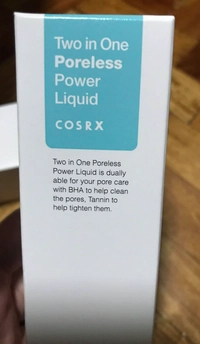 Two in One
Poreless
Power
Liquid
COSRX
Two in One Poreless
Power Liquid is dually
able for your pore care
with BHA to help clean
the pores, Tannin to
help tighten them.